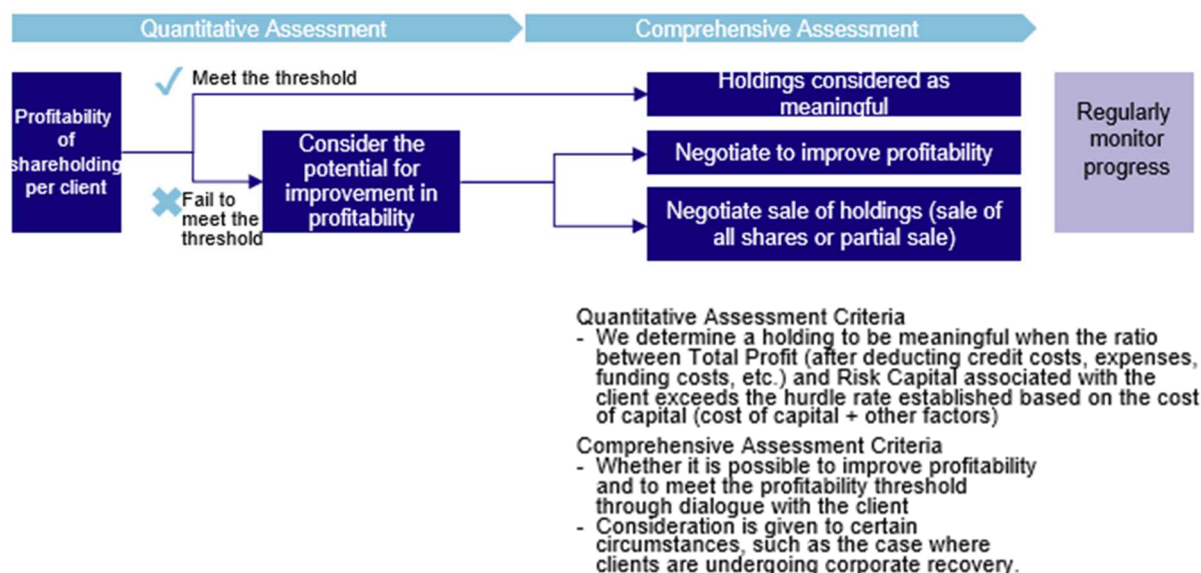 Quantitative Assessment
Comprehensive Assessment
Profitability
of
shareholding
per client
Meet the threshold
Fail to
meet the
threshold
Consider the
potential for
improvement in
profitability
Holdings considered as
meaningful
Negotiate to improve profitability
Negotiate sale of holdings (sale of
all shares or partial sale)
Regularly
monitor
progress
Quantitative Assessment Criteria
- We determine a holding to be meaningful when the ratio
between Total Profit (after deducting credit costs, expenses,
funding costs, etc.) and Risk Capital associated with the
client exceeds the hurdle rate established based on the cost
of capital (cost of capital + other factors)
Comprehensive Assessment Criteria
- Whether it is possible to improve profitability
and to meet the profitability threshold
through dialogue with the client
- Consideration is given to certain
circumstances, such as the case where
clients are undergoing corporate recovery.